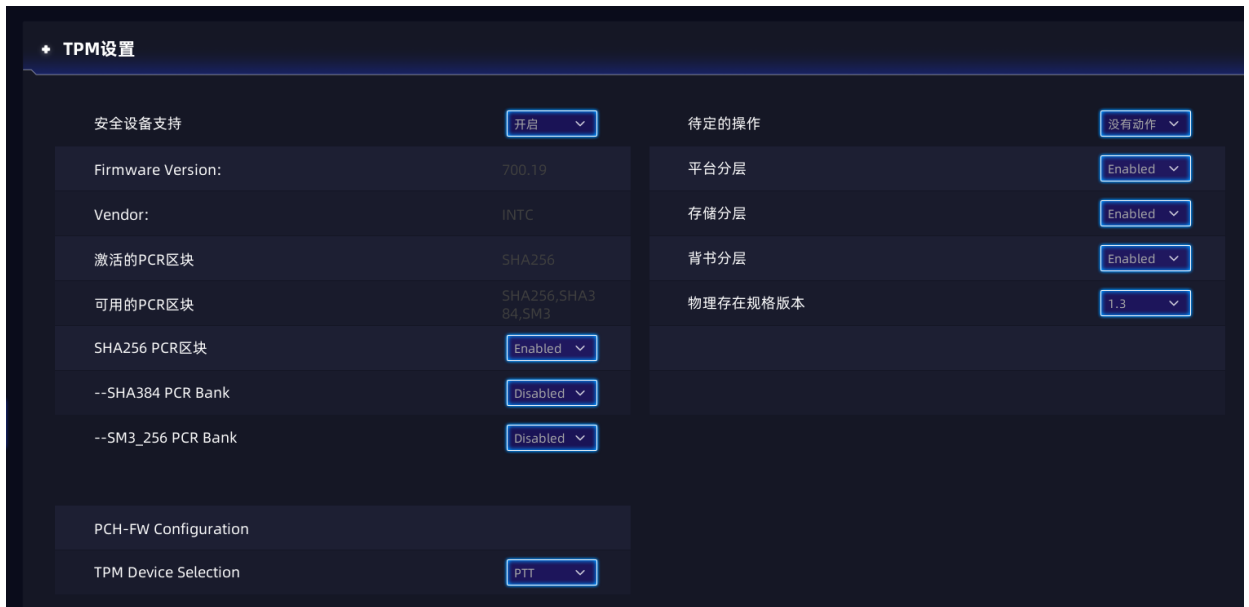 TPM设置
安全设备支持 开启
Firmware Version: 700.19
Vendor: INTC
激活的PCR区块 SHA256
可用的PCR区块 SHA256,SHA3
84,SM3
SHA256 PCR区块 Enabled
--SHA384 PCR Bank Disabled
--SM3_256 PCR Bank Disabled
PCH-FW Configuration
TPM Device Selection PTT
待定的操作 没有动作
平台分层 Enabled
存储分层 Enabled
背书分层 Enabled
物理存在规格版本 1.3